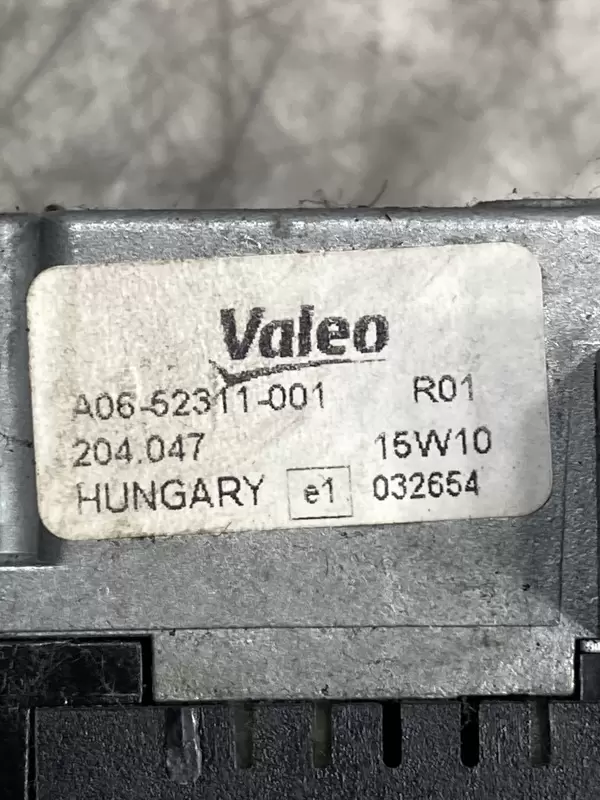 Valeo
A06-52311-001 R01
204.047 15W10
HUNGARY e1 032654